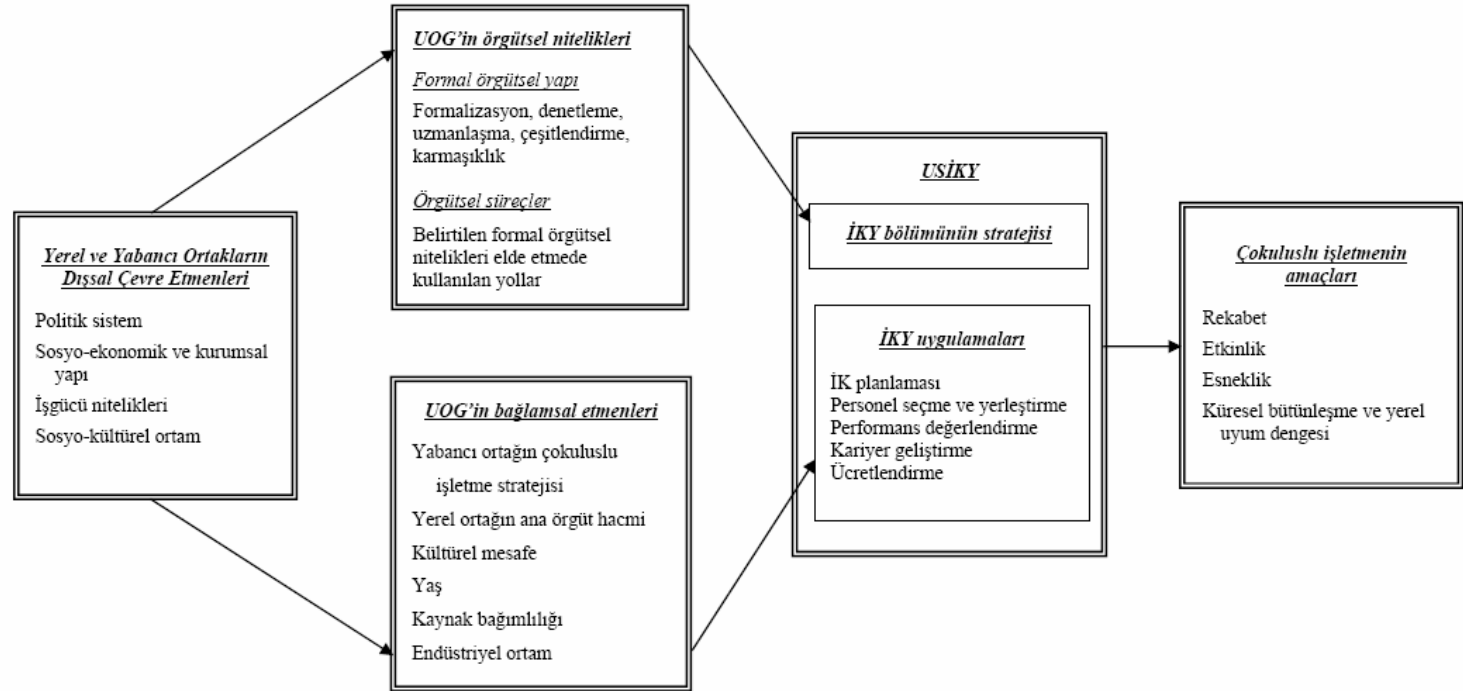 Yerel ve Yabancı Ortakların
Dışsal Çevre Etmenleri
Politik sistem
Sosyo-ekonomik ve kurumsal
yapı
İşgücü nitelikleri
Sosyo-kültürel ortam
UOG'in örgütsel nitelikleri
Formal örgütsel yapı
Formalizasyon, denetleme,
uzmanlaşma, çeşitlendirme,
karmaşıklık
Örgütsel süreçler
Belirtilen formal örgütsel
nitelikleri elde etmede
kullanılan yollar
UOG'in bağlamsal etmenleri
Yabancı ortağın çokuluslu
işletme stratejisi
Yerel ortağın ana örgüt hacmi
Kültürel mesafe
Yaş
Kaynak bağımlılığı
Endüstriyel ortam
USİKY
İKY bölümünün stratejisi
İKY uygulamaları
İK planlaması
Personel seçme ve yerleştirme
Performans değerlendirme
Kariyer geliştirme
Ücretlendirme
Çokuluslu işletmenin
amaçları
Rekabet
Etkinlik
Esneklik
Küresel bütünleşme ve yerel
uyum dengesi